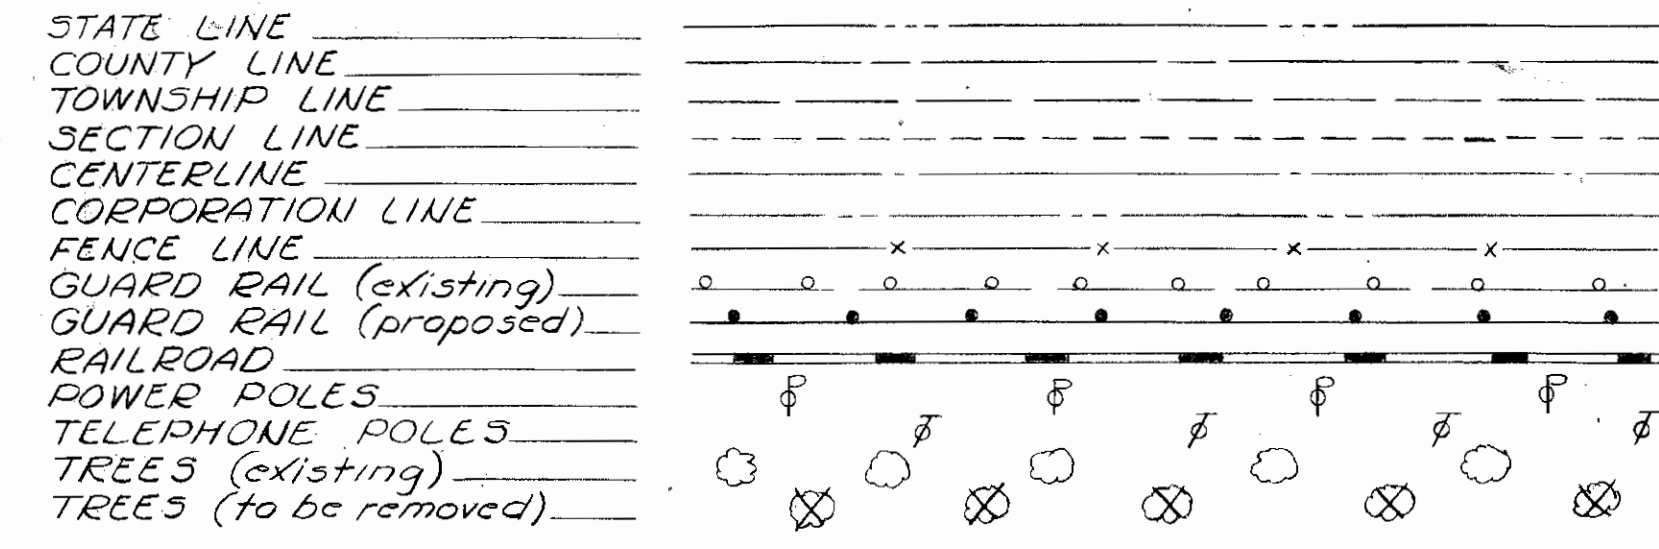 STATE LINE
COUNTY LINE
TOWNSHIP LINE
SECTION LINE
CENTERLINE
CORPORATION LINE
FENCE LINE
GUARD RAIL (existing)
GUARD RAIL (proposed)
RAILROAD
POWER POLES
TELEPHONE POLES
TREES (existing)
TREES (to be removed)